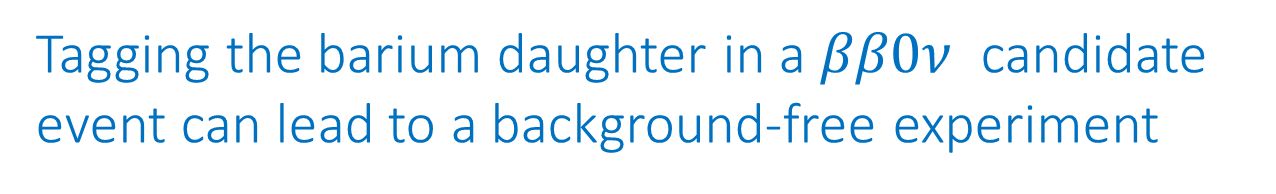 Tagging the barium daughter in a ββ0ν candidate
event can lead to a background-free experiment